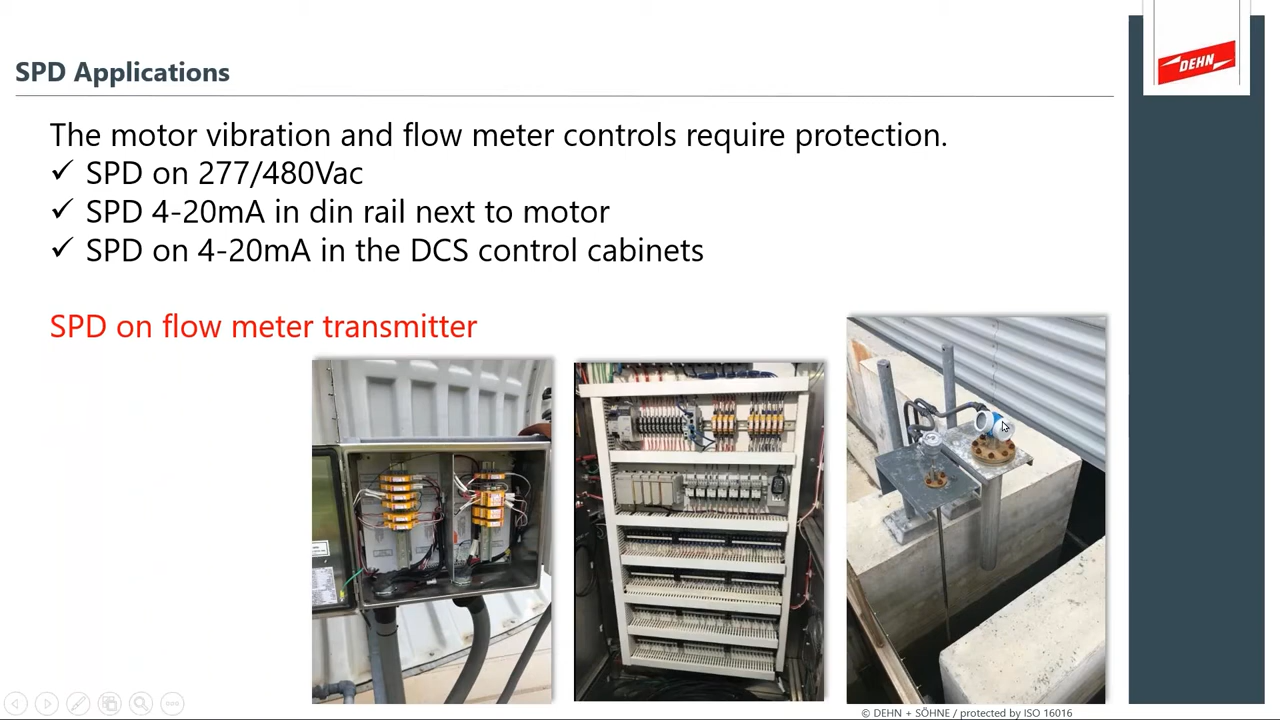 SPD Applications
DEHN
The motor vibration and flow meter controls require protection.
✓ SPD on 277/480Vac
✓ SPD 4-20mA in din rail next to motor
✓ SPD on 4-20mA in the DCS control cabinets
SPD on flow meter transmitter
© DEHN + SÖHNE / protected by ISO 16016